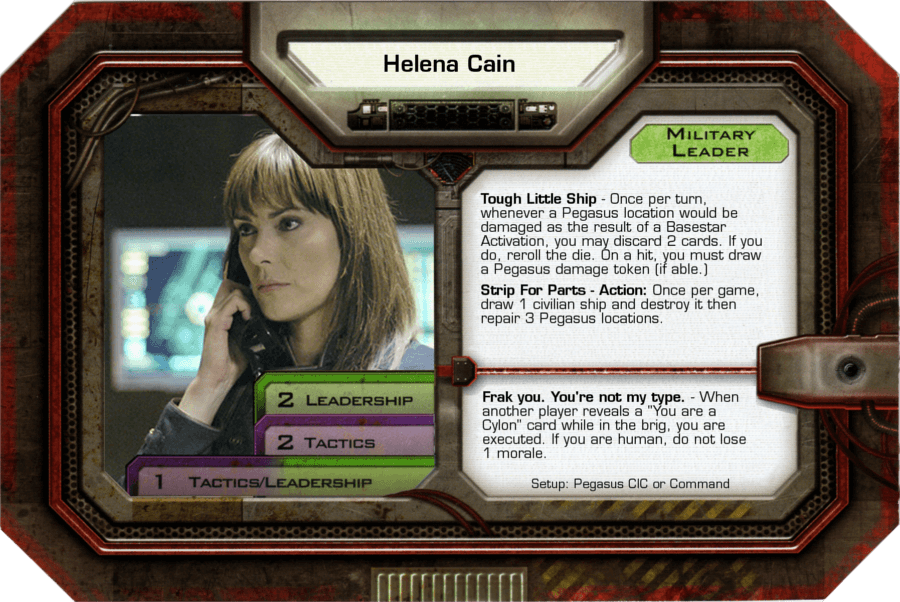 Helena Cain
Military
Leader
Tough Little Ship - Once per turn,
whenever a Pegasus location would be
damaged as the result of a Basestar
Activation, you may discard 2 cards. If you
do, reroll the die. On a hit, you must draw
a Pegasus damage token (if able.)
Strip For Parts - Action: Once per game,
draw 1 civilian ship and destroy it then
repair 3 Pegasus locations.
2 Leadership
2 Tactics
1 Tactics/Leadership
Frak you. You're not my type. - When
another player reveals a "You are a
Cylon" card while in the brig, you are
executed. If you are human, do not lose
1 morale.
Setup: Pegasus CIC or Command